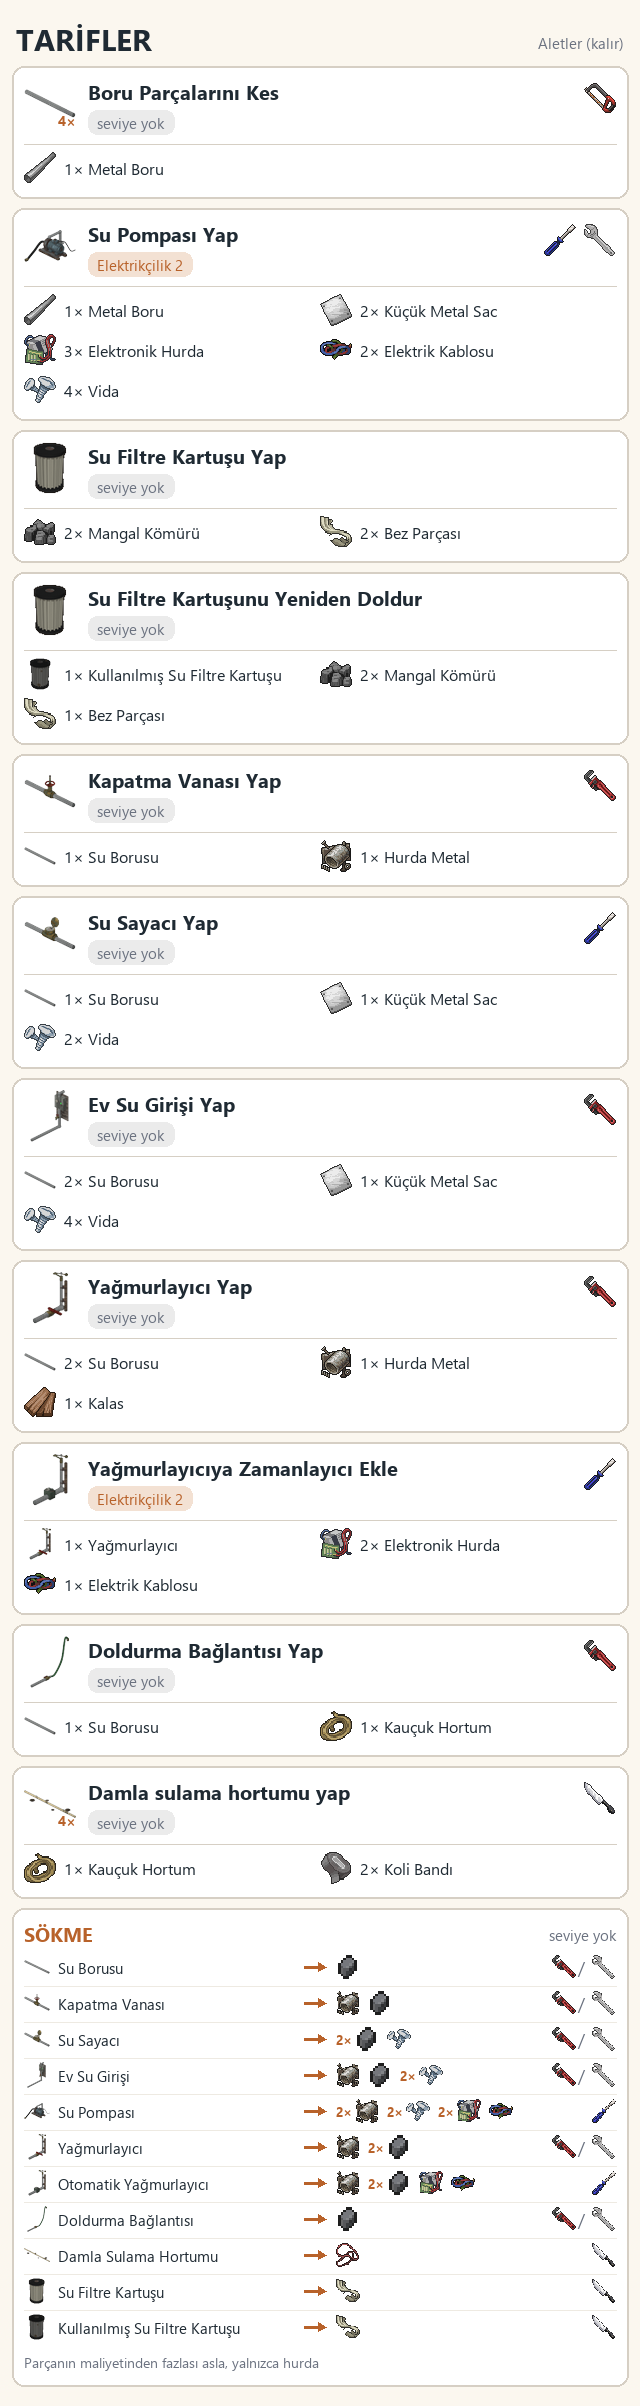 TARİFLER
Aletler (kalır)
Boru Parçalarını Kes
4×
seviye yok
1× Metal Boru
Su Pompası Yap
Elektrikçilik 2
1× Metal Boru
2× Küçük Metal Sac
3× Elektronik Hurda
2× Elektrik Kablosu
4× Vida
Su Filtre Kartuşu Yap
seviye yok
2× Mangal Kömürü
2× Bez Parçası
Su Filtre Kartuşunu Yeniden Doldur
seviye yok
1× Kullanılmış Su Filtre Kartuşu
2× Mangal Kömürü
1× Bez Parçası
Kapatma Vanası Yap
seviye yok
1× Su Borusu
1× Hurda Metal
Su Sayacı Yap
seviye yok
1× Su Borusu
1× Küçük Metal Sac
2× Vida
Ev Su Girişi Yap
seviye yok
2× Su Borusu
1× Küçük Metal Sac
4× Vida
Yağmurlayıcı Yap
seviye yok
2× Su Borusu
1× Hurda Metal
1× Kalas
Yağmurlayıcıya Zamanlayıcı Ekle
Elektrikçilik 2
1× Yağmurlayıcı
2× Elektronik Hurda
1× Elektrik Kablosu
Doldurma Bağlantısı Yap
seviye yok
1× Su Borusu
1× Kauçuk Hortum
Damla sulama hortumu yap
4×
seviye yok
1× Kauçuk Hortum
2× Koli Bandı
SÖKME
seviye yok
Su Borusu /
Kapatma Vanası /
Su Sayacı 2× /
Ev Su Girişi 2× /
Su Pompası 2× 2× 2×
Yağmurlayıcı 2× /
Otomatik Yağmurlayıcı 2×
Doldurma Bağlantısı /
Damla Sulama Hortumu
Su Filtre Kartuşu
Kullanılmış Su Filtre Kartuşu
Parçanın maliyetinden fazlası asla, yalnızca hurda